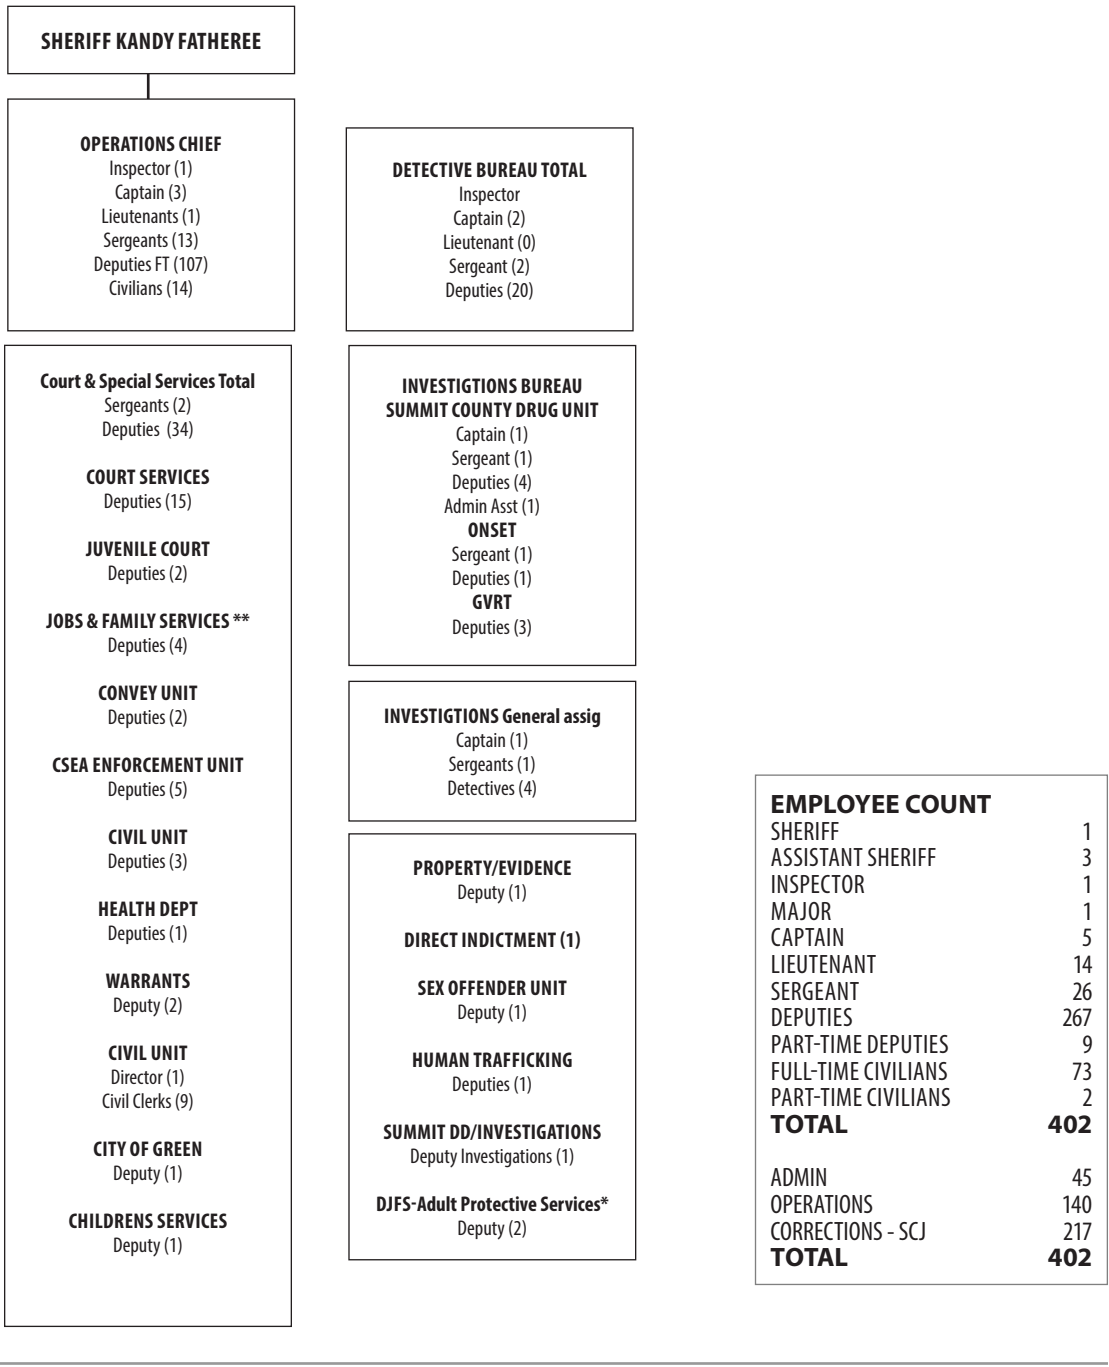 SHERIFF KANDY FATHEREE
OPERATIONS CHIEF
Inspector (1)
Captain (3)
Lieutenants (1)
Sergeants (13)
Deputies FT (107)
Civilians (14)
Court & Special Services Total
Sergeants (2)
Deputies (34)
COURT SERVICES
Deputies (15)
JUVENILE COURT
Deputies (2)
JOBS & FAMILY SERVICES **
Deputies (4)
CONVEY UNIT
Deputies (2)
CSEA ENFORCEMENT UNIT
Deputies (5)
CIVIL UNIT
Deputies (3)
HEALTH DEPT
Deputies (1)
WARRANTS
Deputy (2)
CIVIL UNIT
Director (1)
Civil Clerks (9)
CITY OF GREEN
Deputy (1)
CHILDRENS SERVICES
Deputy (1)
DETECTIVE BUREAU TOTAL
Inspector
Captain (2)
Lieutenant (0)
Sergeant (2)
Deputies (20)
INVESTIGTIONS BUREAU
SUMMIT COUNTY DRUG UNIT
Captain (1)
Sergeant (1)
Deputies (4)
Admin Asst (1)
ONSET
Sergeant (1)
Deputies (1)
GVRT
Deputies (3)
INVESTIGTIONS General assig
Captain (1)
Sergeants (1)
Detectives (4)
PROPERTY/EVIDENCE
Deputy (1)
DIRECT INDICTMENT (1)
SEX OFFENDER UNIT
Deputy (1)
HUMAN TRAFFICKING
Deputies (1)
SUMMIT DD/INVESTIGATIONS
Deputy Investigations (1)
DJFS-Adult Protective Services*
Deputy (2)
EMPLOYEE COUNT
SHERIFF 1
ASSISTANT SHERIFF 3
INSPECTOR 1
MAJOR 1
CAPTAIN 5
LIEUTENANT 14
SERGEANT 26
DEPUTIES 267
PART-TIME DEPUTIES 9
FULL-TIME CIVILIANS 73
PART-TIME CIVILIANS 2
TOTAL 402
ADMIN 45
OPERATIONS 140
CORRECTIONS - SCJ 217
TOTAL 402